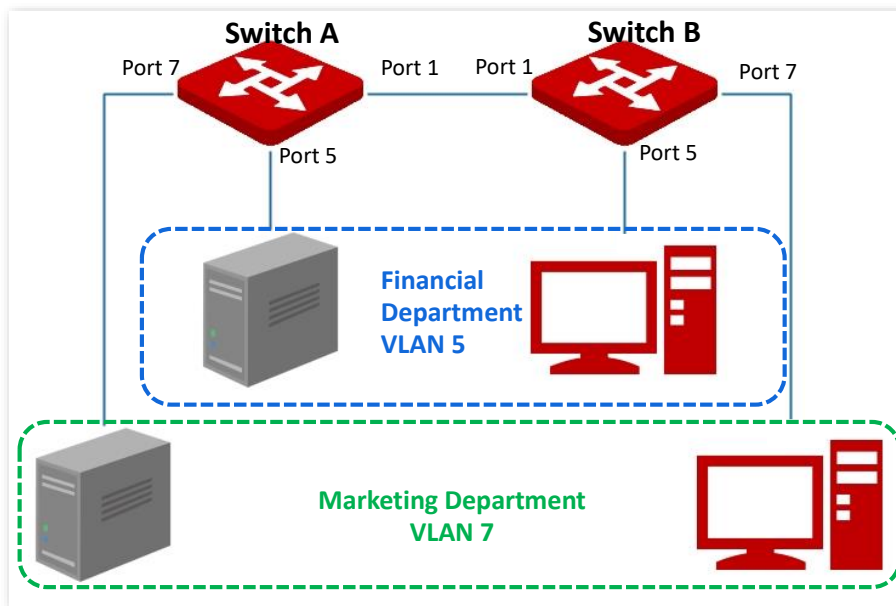 Switch A
Switch B
Port 7
Port 1
Port 1
Port 7
Port 5
Port 5
Financial
Department
VLAN 5
Marketing Department
VLAN 7